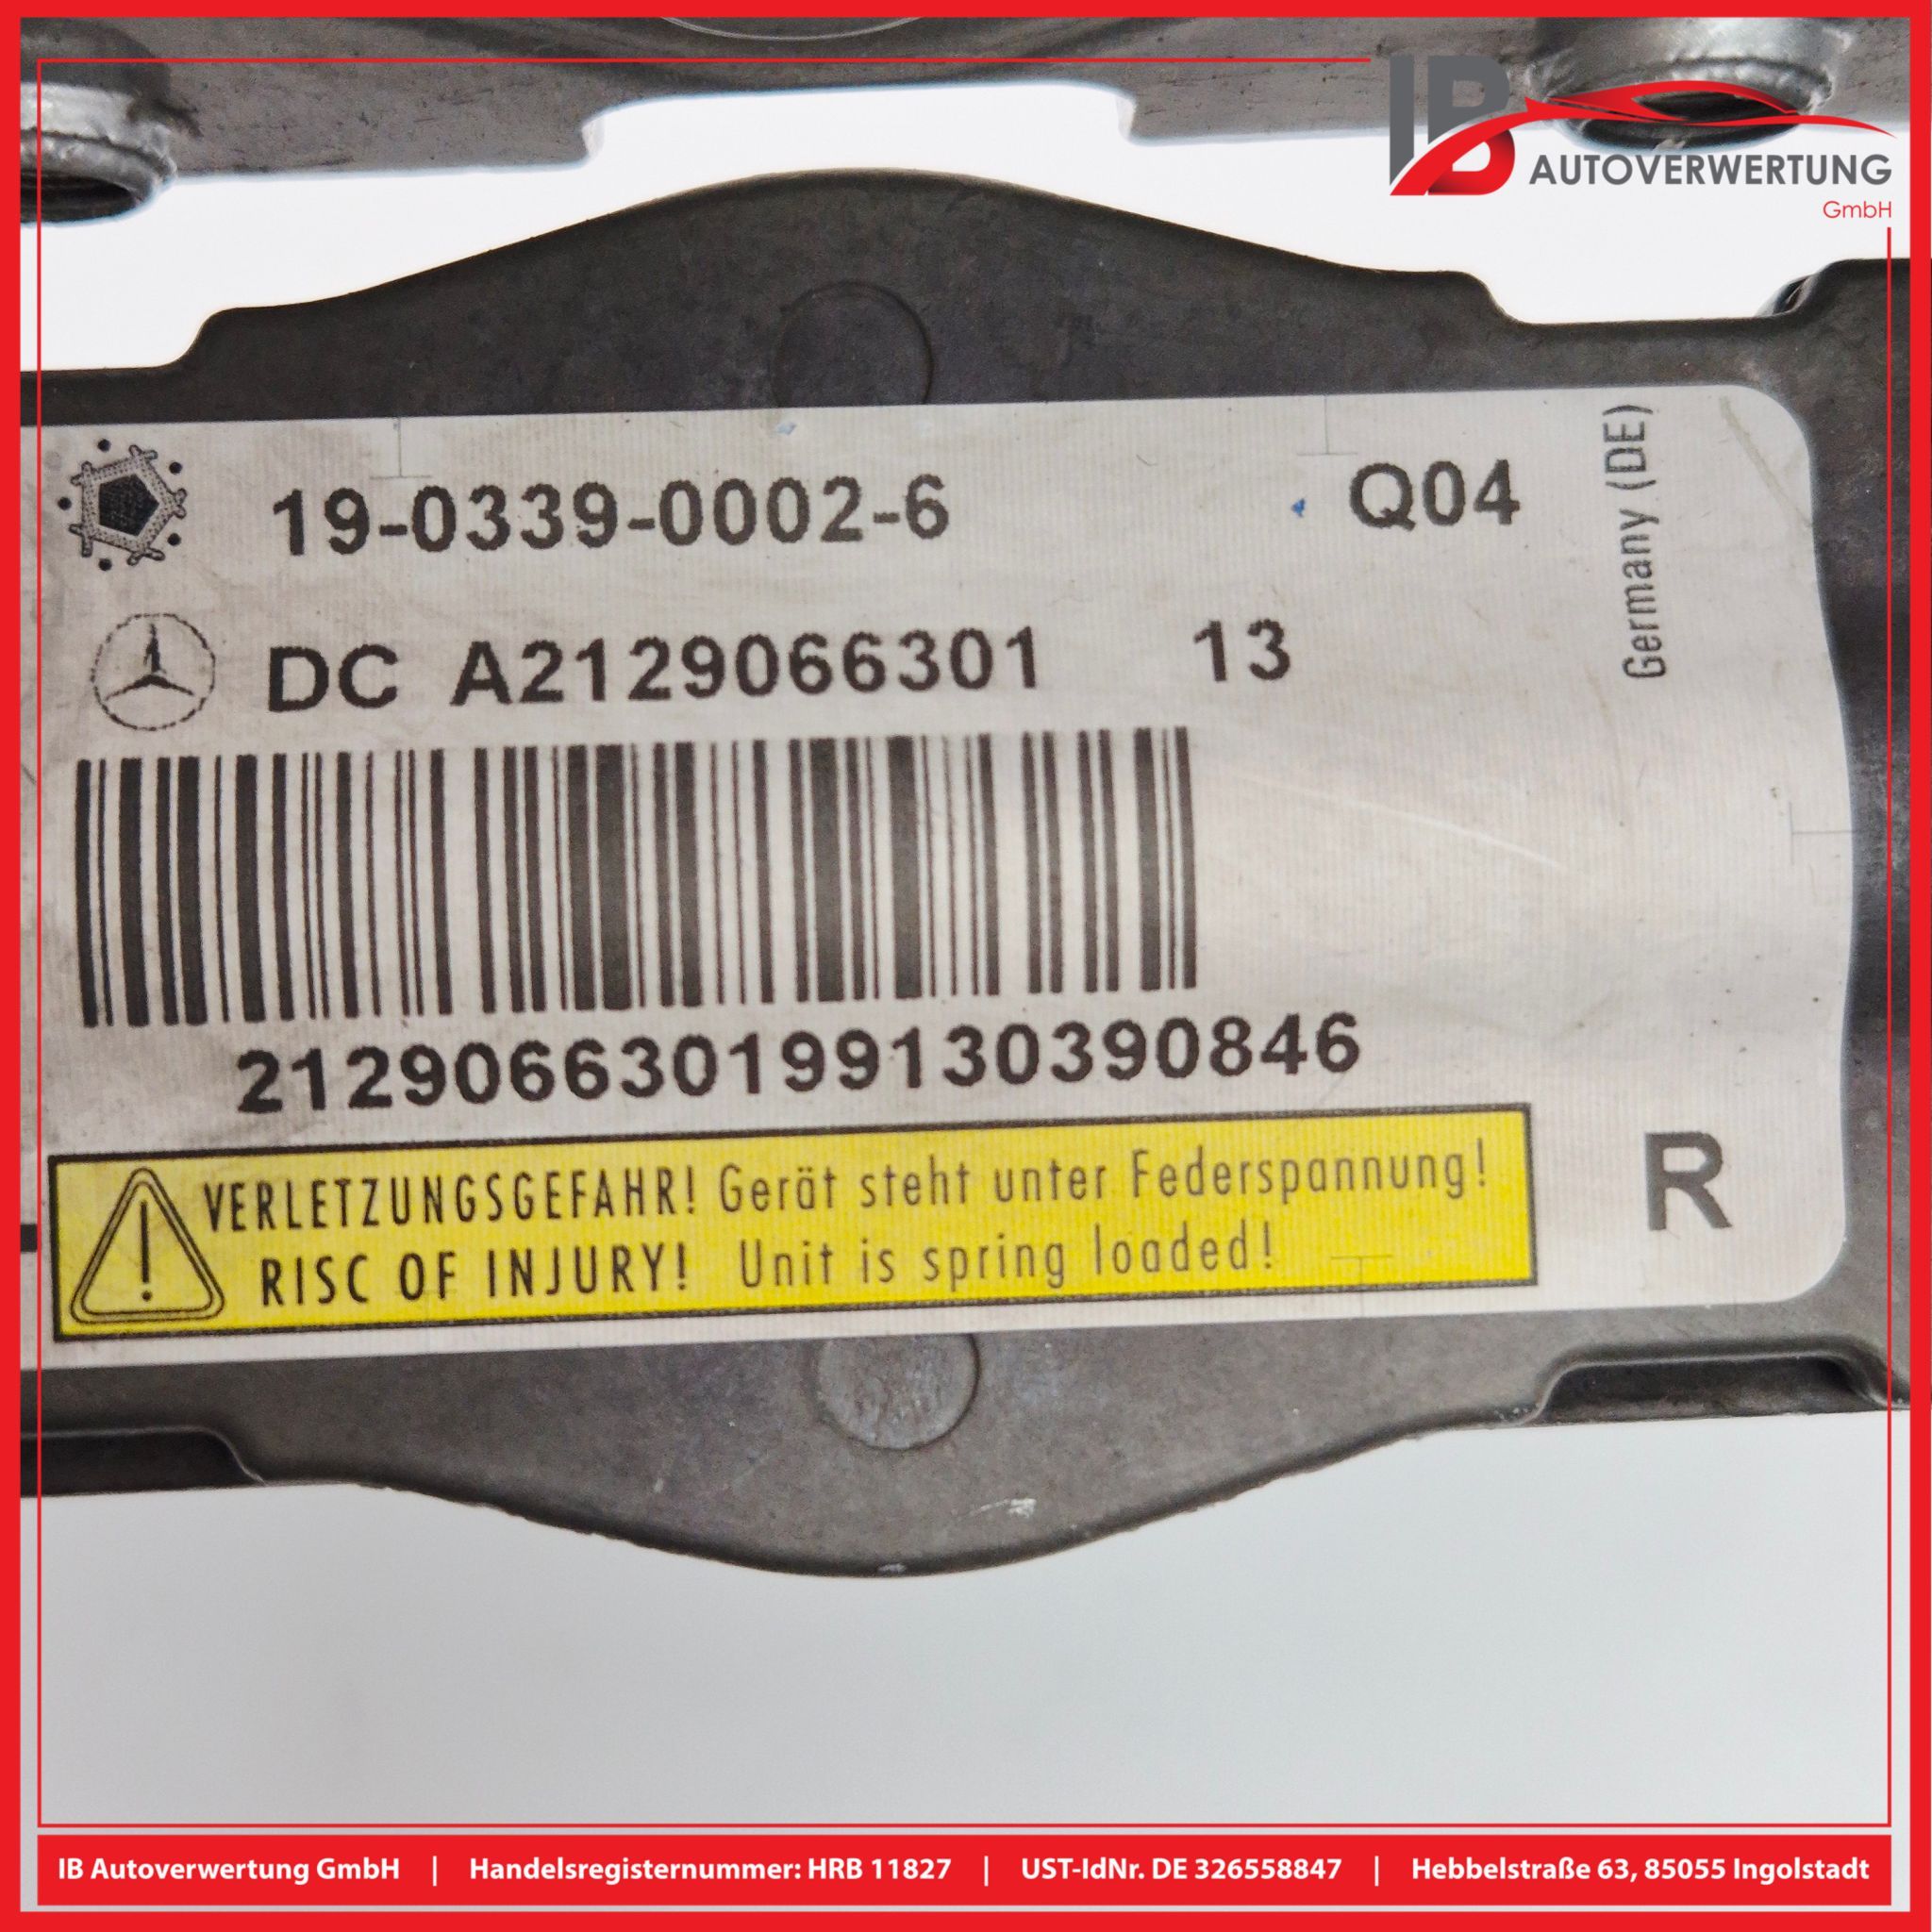 IB
AUTOVERWERTUNG
GmbH
19-0339-0002-6
Q04
Germany (DE)
DC A2129066301 13
212906630199130390846
VERLETZUNGSGEFAHR! Gerät steht unter Federspannung!
RISC OF INJURY! Unit is spring loaded!
R
IB Autoverwertung GmbH | Handelsregisternummer: HRB 11827 | UST-IdNr. DE 326558847 | Hebbelstraße 63, 85055 Ingolstadt